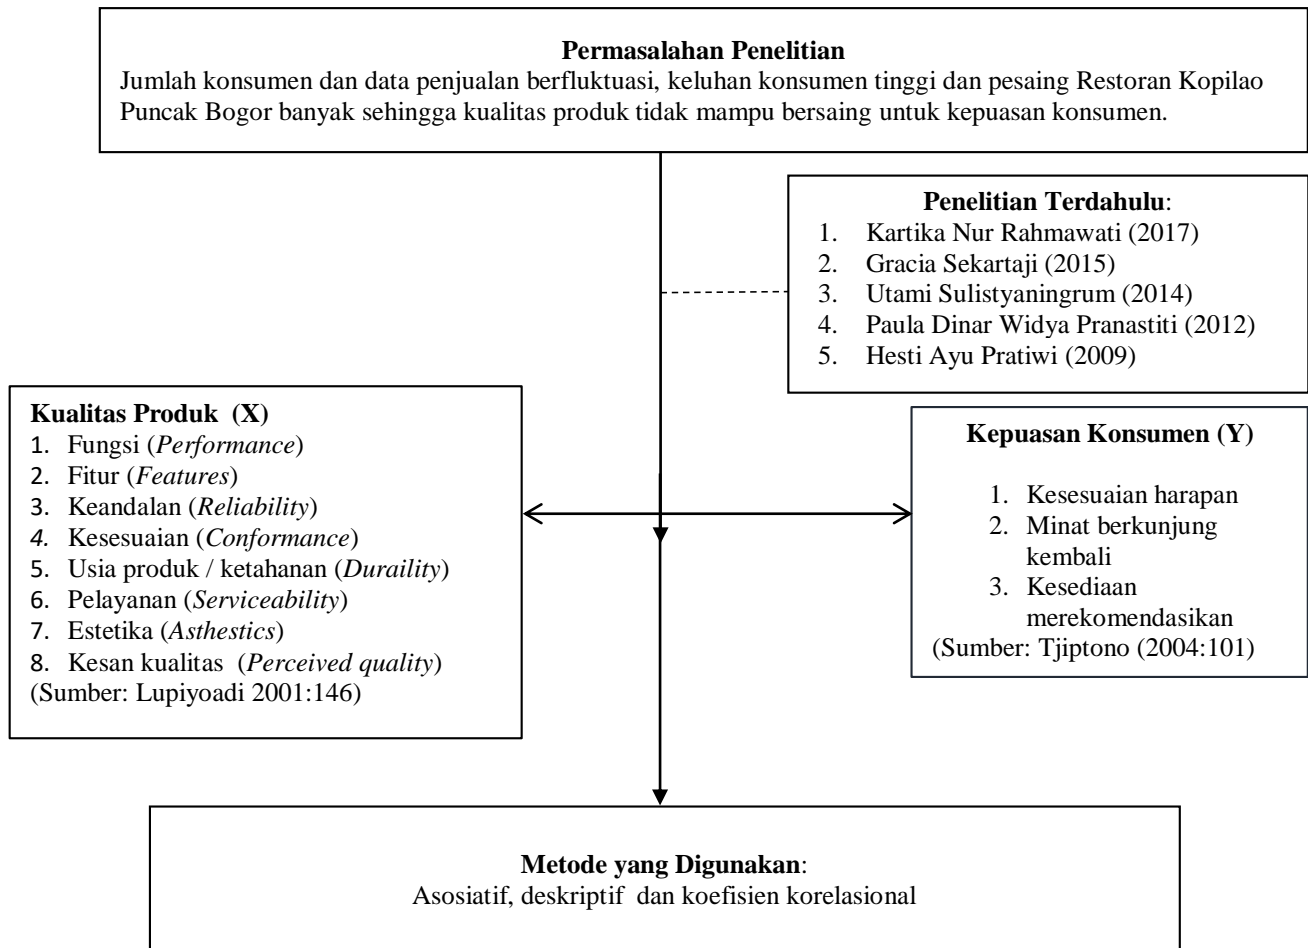 Permasalahan Penelitian
Jumlah konsumen dan data penjualan berfluktuasi, keluhan konsumen tinggi dan pesaing Restoran Kopilao
Puncak Bogor banyak sehingga kualitas produk tidak mampu bersaing untuk kepuasan konsumen.
Penelitian Terdahulu:
1. Kartika Nur Rahmawati (2017)
2. Gracia Sekartaji (2015)
3. Utami Sulistyaningrum (2014)
4. Paula Dinar Widya Pranastiti (2012)
5. Hesti Ayu Pratiwi (2009)
Kualitas Produk (X)
1. Fungsi (Performance)
2. Fitur (Features)
3. Keandalan (Reliability)
4. Kesesuaian (Conformance)
5. Usia produk / ketahanan (Duraility)
6. Pelayanan (Serviceability)
7. Estetika (Asthestics)
8. Kesan kualitas (Perceived quality)
(Sumber: Lupiyoadi 2001:146)
Kepuasan Konsumen (Y)
1. Kesesuaian harapan
2. Minat berkunjung
kembali
3. Kesediaan
merekomendasikan
(Sumber: Tjiptono (2004:101)
Metode yang Digunakan:
Asosiatif, deskriptif dan koefisien korelasional